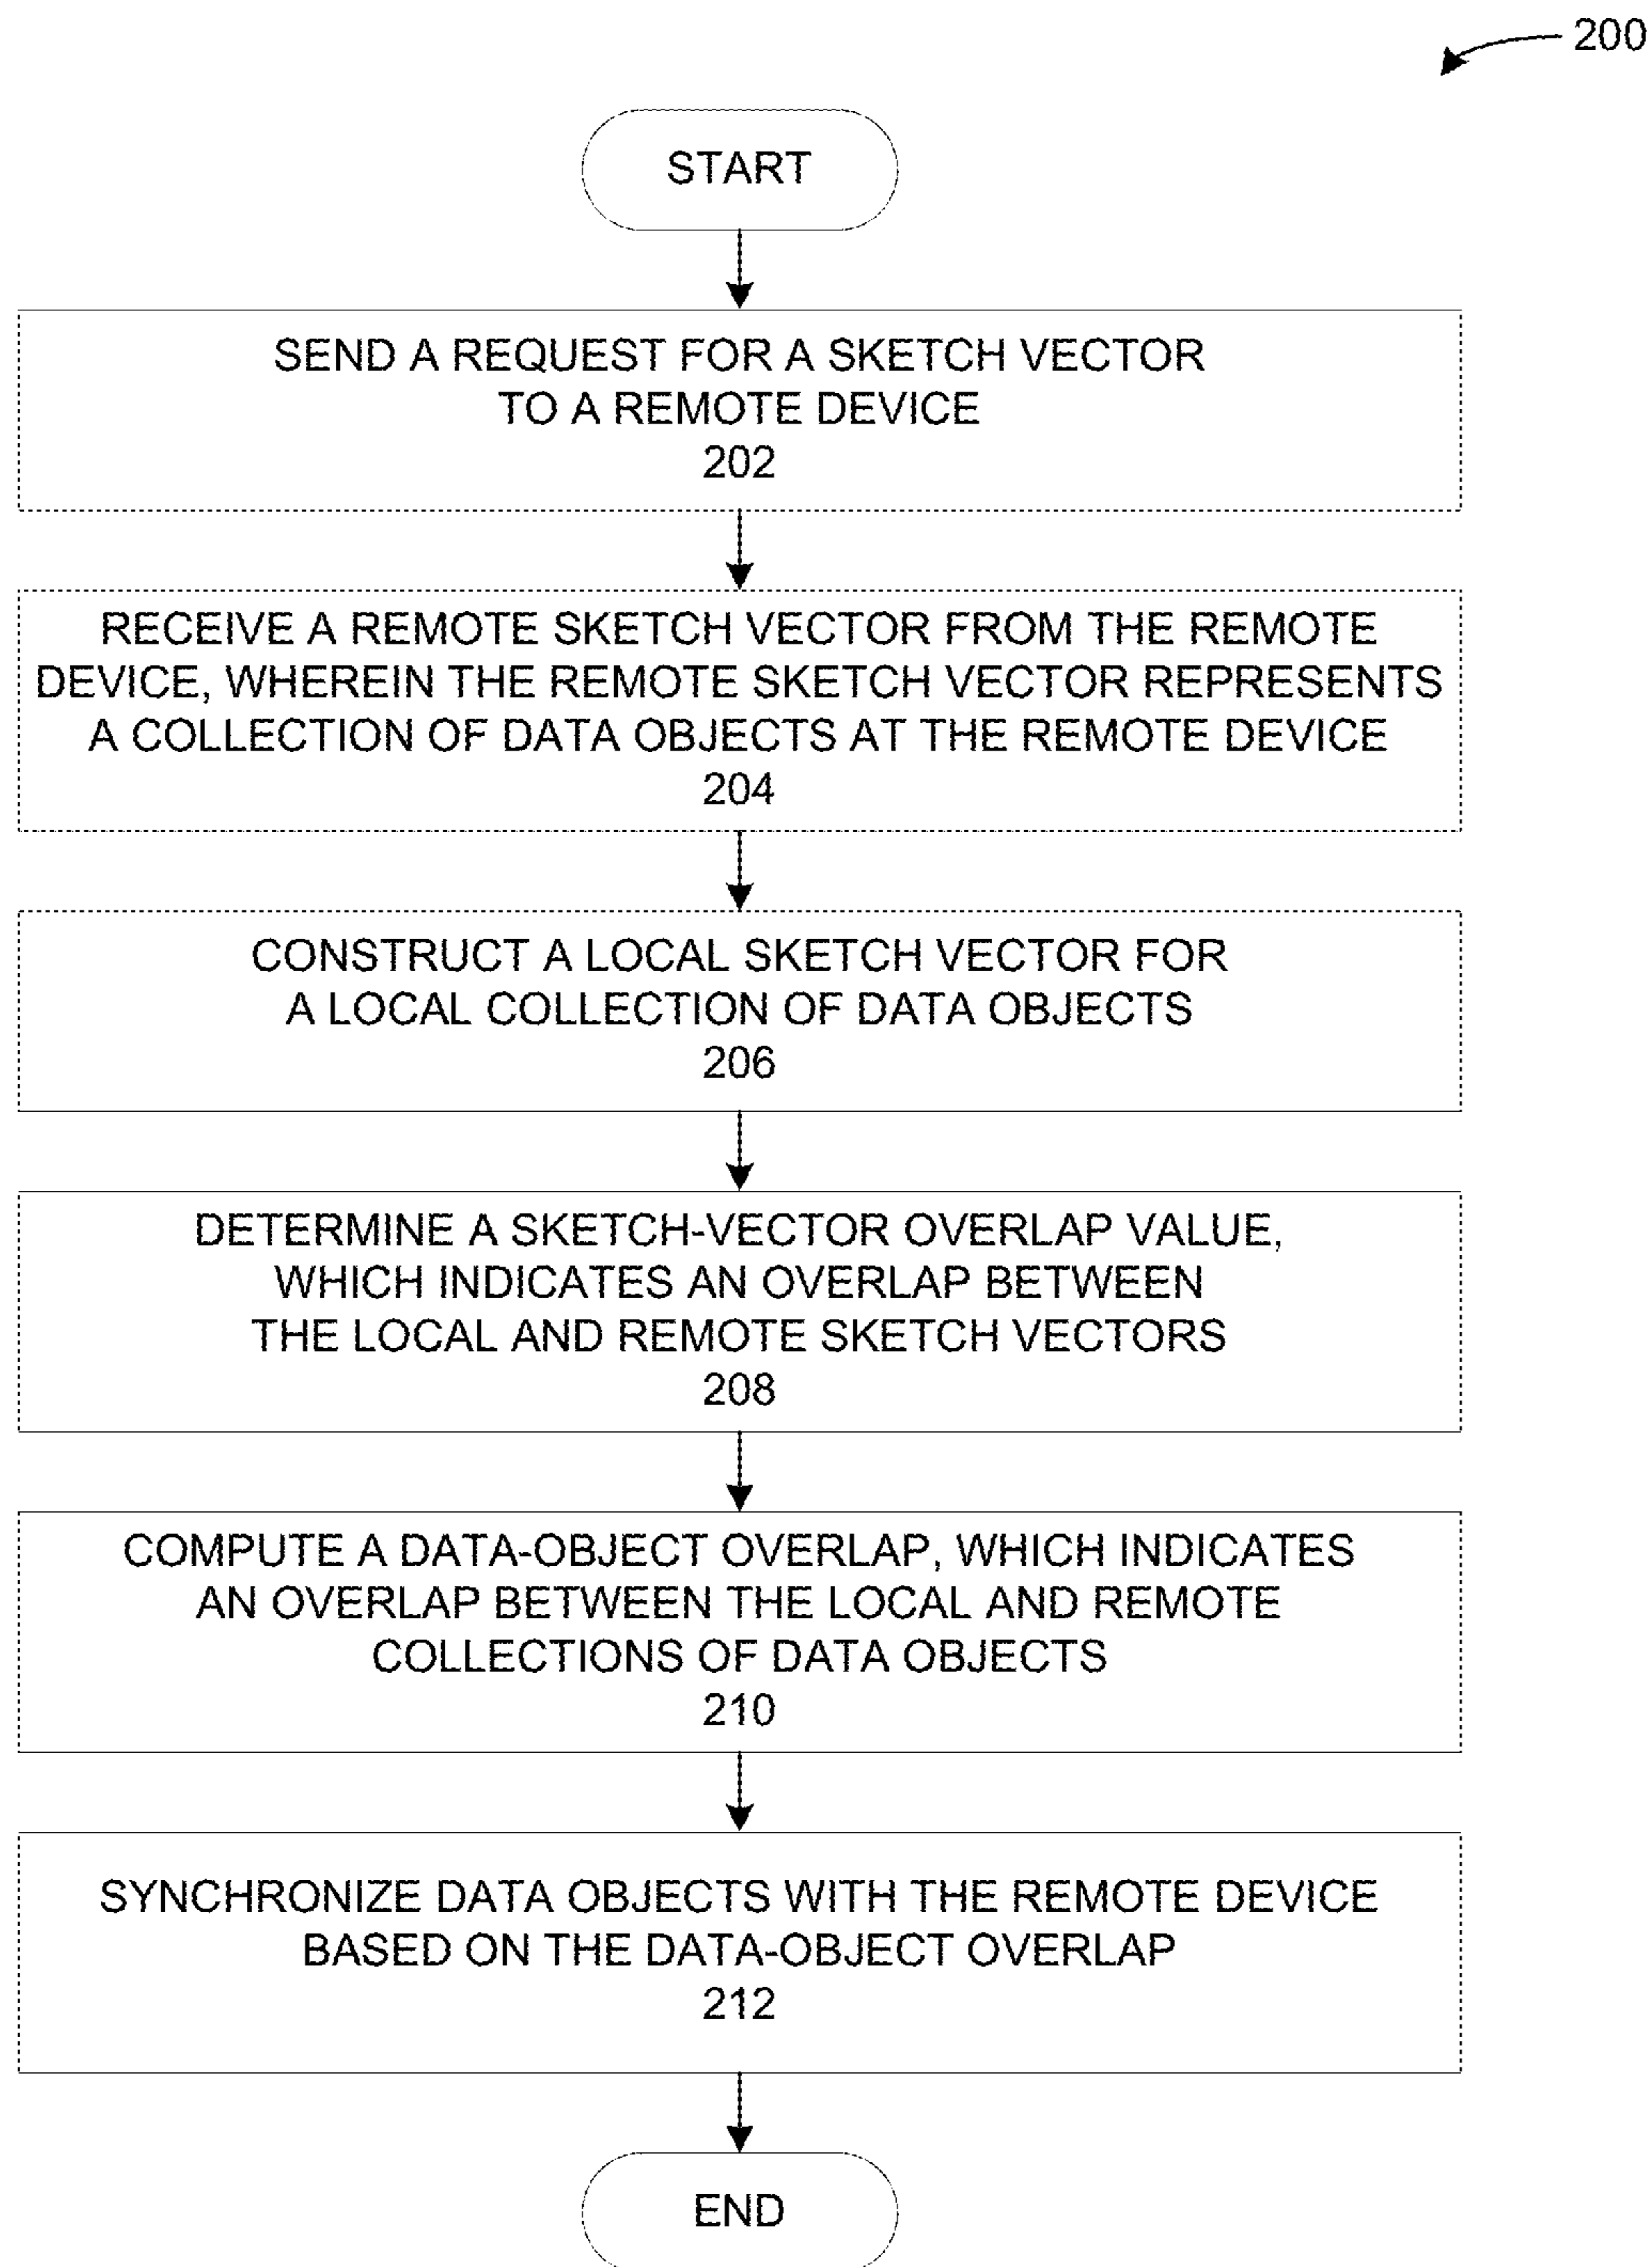 200
START
SEND A REQUEST FOR A SKETCH VECTOR
TO A REMOTE DEVICE
202
RECEIVE A REMOTE SKETCH VECTOR FROM THE REMOTE
DEVICE, WHEREIN THE REMOTE SKETCH VECTOR REPRESENTS
A COLLECTION OF DATA OBJECTS AT THE REMOTE DEVICE
204
CONSTRUCT A LOCAL SKETCH VECTOR FOR
A LOCAL COLLECTION OF DATA OBJECTS
206
DETERMINE A SKETCH-VECTOR OVERLAP VALUE,
WHICH INDICATES AN OVERLAP BETWEEN
THE LOCAL AND REMOTE SKETCH VECTORS
208
COMPUTE A DATA-OBJECT OVERLAP, WHICH INDICATES
AN OVERLAP BETWEEN THE LOCAL AND REMOTE
COLLECTIONS OF DATA OBJECTS
210
SYNCHRONIZE DATA OBJECTS WITH THE REMOTE DEVICE
BASED ON THE DATA-OBJECT OVERLAP
212
END